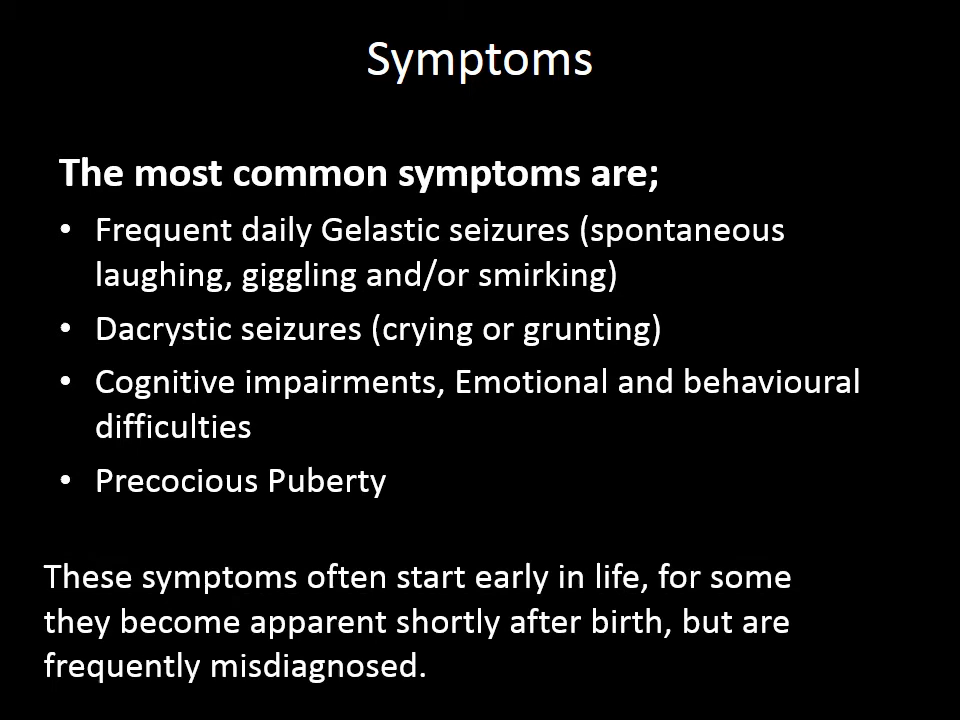 Symptoms
The most common symptoms are;
• Frequent daily Gelastic seizures (spontaneous
laughing, giggling and/or smirking)
• Dacrystic seizures (crying or grunting)
• Cognitive impairments, Emotional and behavioural
difficulties
• Precocious Puberty
These symptoms often start early in life, for some
they become apparent shortly after birth, but are
frequently misdiagnosed.